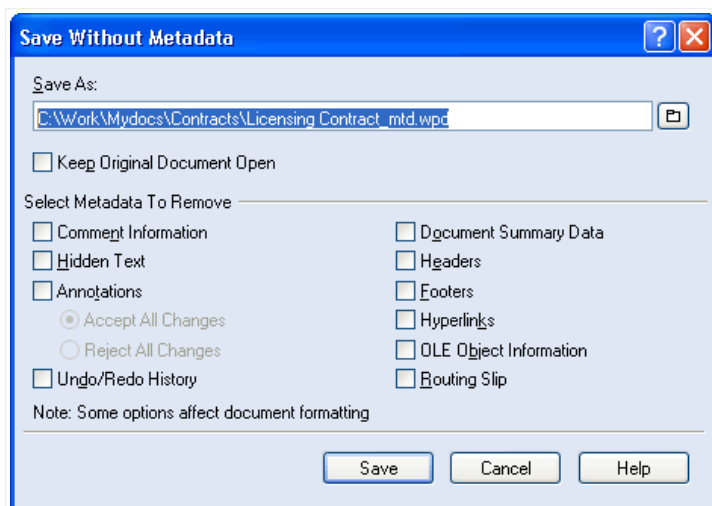 Save Without Metadata
Save As:
C:\Work\Mydocs\Contracts\Licensing Contract_mtd.wpd
Keep Original Document Open
Select Metadata To Remove
Comment Information
Hidden Text
Annotations
Accept All Changes
Reject All Changes
Undo/Redo History
Document Summary Data
Headers
Footers
Hyperlinks
OLE Object Information
Routing Slip
Note: Some options affect document formatting
Save Cancel Help